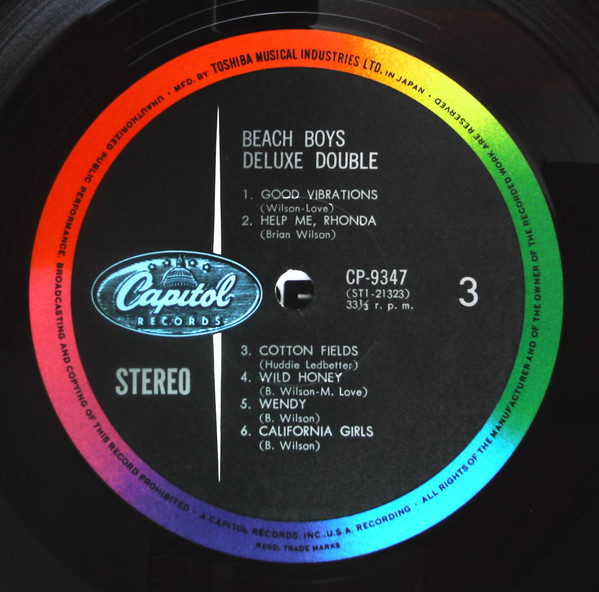 UNAUTHORIZED PUBLIC PERFORMANCE, BROADCASTING AND COPYING OF THIS RECORD PROHIBITED · A CAPITOL RECORDS, INC., U.S.A. RECORDING · ALL RIGHTS OF THE MANUFACTURER AND OF THE OWNER OF THE RECORDED WORK ARE RESERVED · MFD. BY TOSHIBA MUSICAL INDUSTRIES LTD. IN JAPAN ·
REGD. TRADE MARKS
BEACH BOYS
DELUXE DOUBLE
1. GOOD VIBRATIONS
(Wilson-Love)
2. HELP ME, RHONDA
(Brian Wilson)
Capitol
RECORDS
CP-9347
(ST1-21323)
33⅓ r. p. m.
3
STEREO
3. COTTON FIELDS
(Huddie Ledbetter)
4. WILD HONEY
(B. Wilson-M. Love)
5. WENDY
(B. Wilson)
6. CALIFORNIA GIRLS
(B. Wilson)